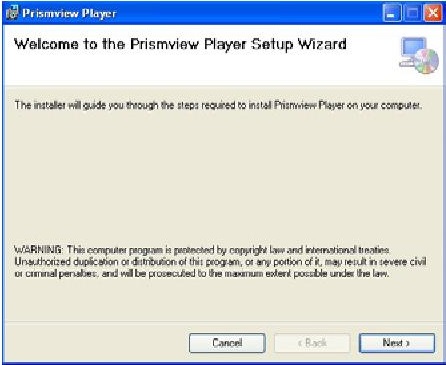 Prismview Player
Welcome to the Prismview Player Setup Wizard
The installer will guide you through the steps required to install Prismview Player on your computer.
WARNING: This computer program is protected by copyright law and international treaties.
Unauthorized duplication or distribution of this program, or any portion of it, may result in severe civil
or criminal penalties, and will be prosecuted to the maximum extent possible under the law.
Cancel
< Back
Next >